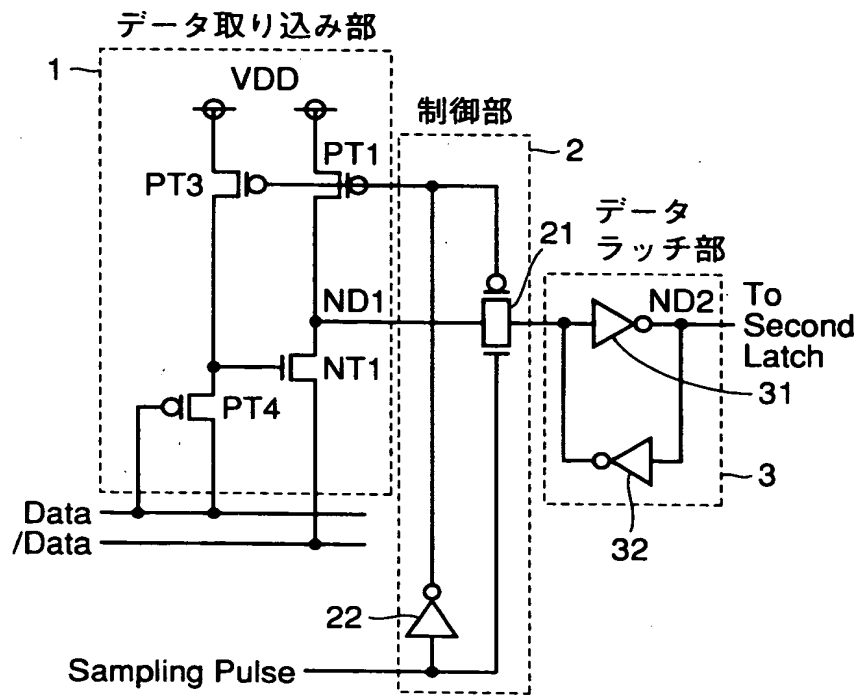 データ取り込み部
1
VDD
制御部
2
PT1
PT3
データ
ラッチ部
21
ND1
ND2
To
Second
Latch
NT1
31
PT4
3
Data
/Data
32
22
Sampling Pulse